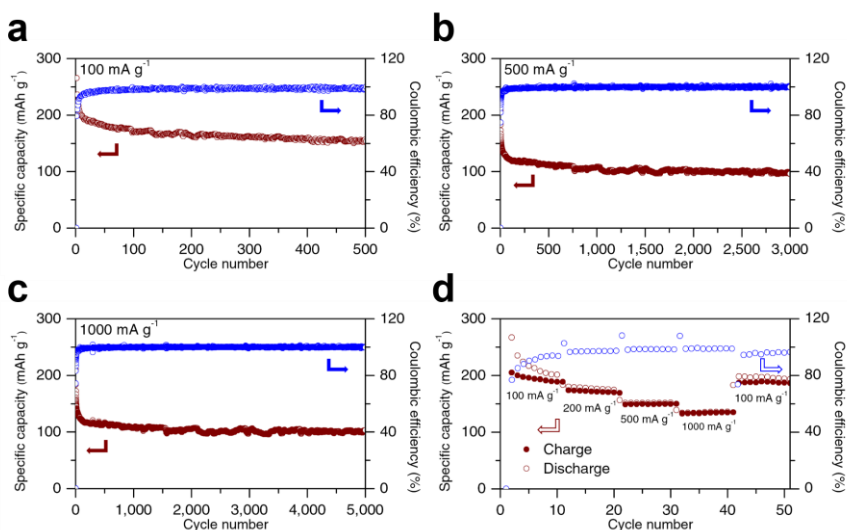 a
100 mA g⁻¹
300
200
100
0
Specific capacity (mAh g⁻¹)
120
80
40
0
Coulombic efficiency (%)
0 100 200 300 400 500
Cycle number
b
500 mA g⁻¹
300
200
100
0
Specific capacity (mAh g⁻¹)
120
80
40
0
Coulombic efficiency (%)
0 500 1,000 1,500 2,000 2,500 3,000
Cycle number
c
1000 mA g⁻¹
300
200
100
0
Specific capacity (mAh g⁻¹)
120
80
40
0
Coulombic efficiency (%)
0 1,000 2,000 3,000 4,000 5,000
Cycle number
d
300
250
200
150
100
50
0
Specific capacity (mAh g⁻¹)
120
80
40
0
Coulombic efficiency (%)
100 mA g⁻¹
200 mA g⁻¹
500 mA g⁻¹
1000 mA g⁻¹
100 mA g⁻¹
Charge
Discharge
0 10 20 30 40 50
Cycle number